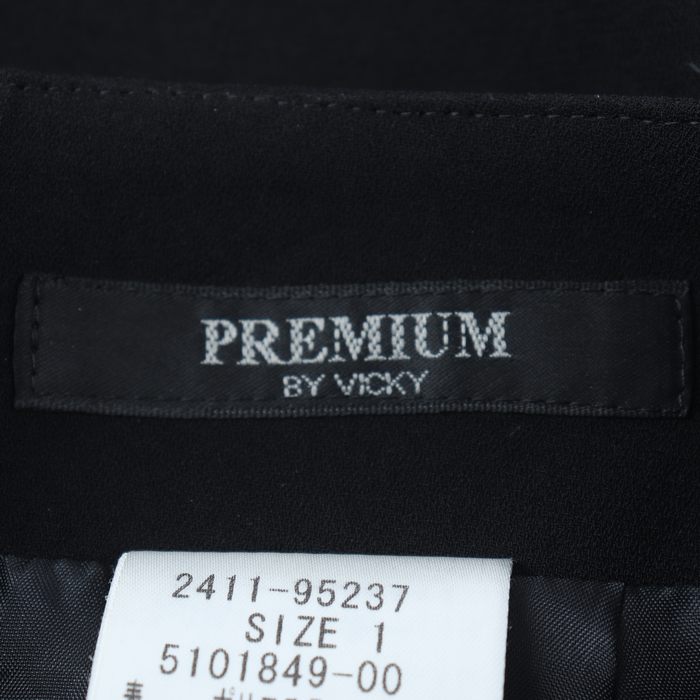 PREMIUM
BY VICKY
2411-95237
SIZE 1
5101849-00